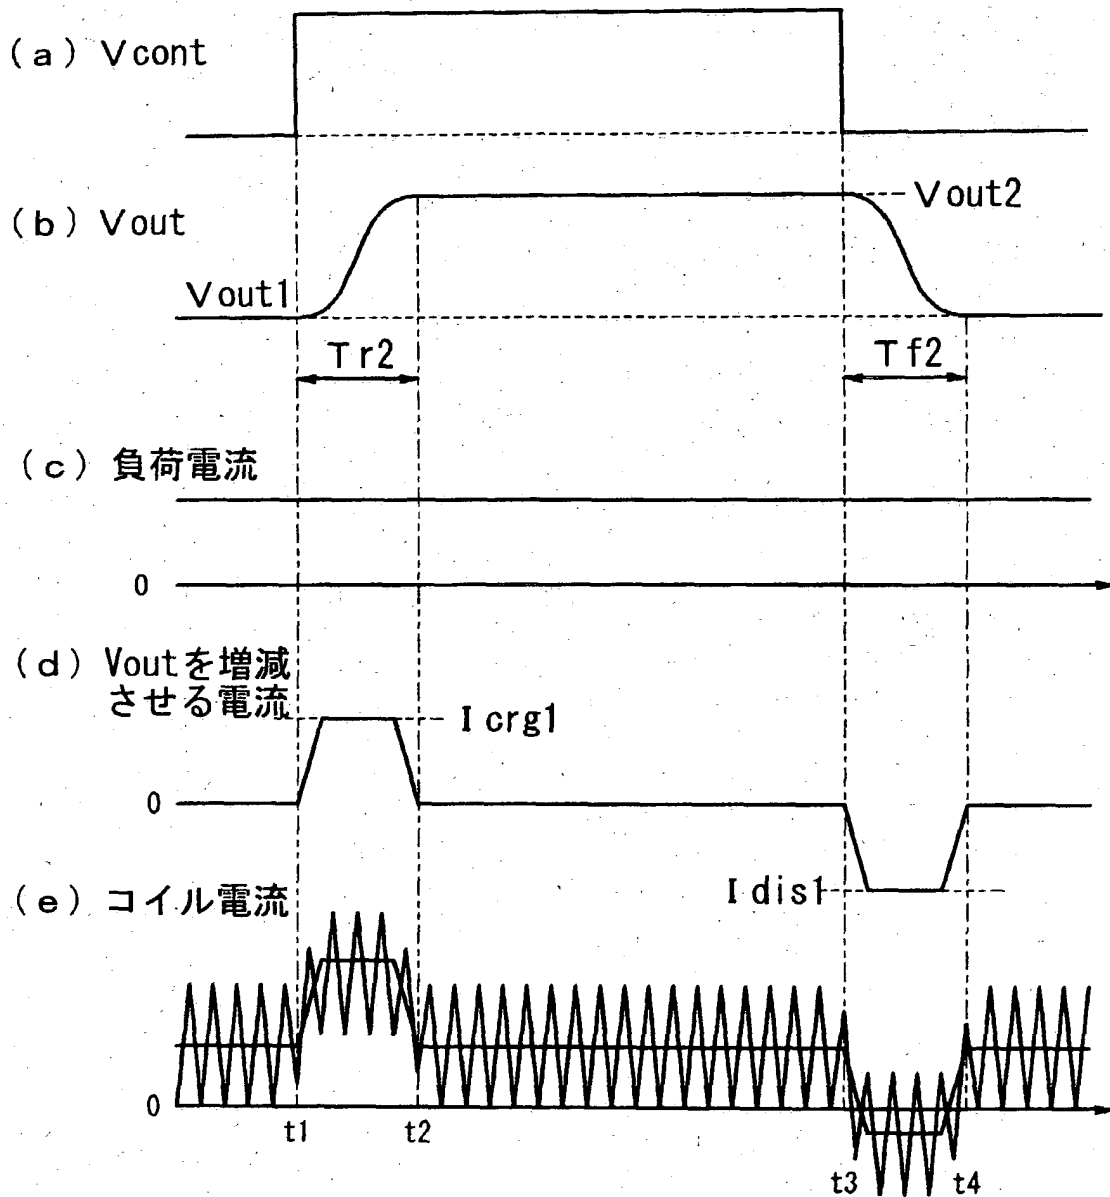 (a) Vcont
(b) Vout
Vout2
Vout1
Tr2
Tf2
(c) 負荷電流
0
(d) Voutを増減
させる電流
Icrg1
0
Idis1
(e) コイル電流
0
t1
t2
t3
t4